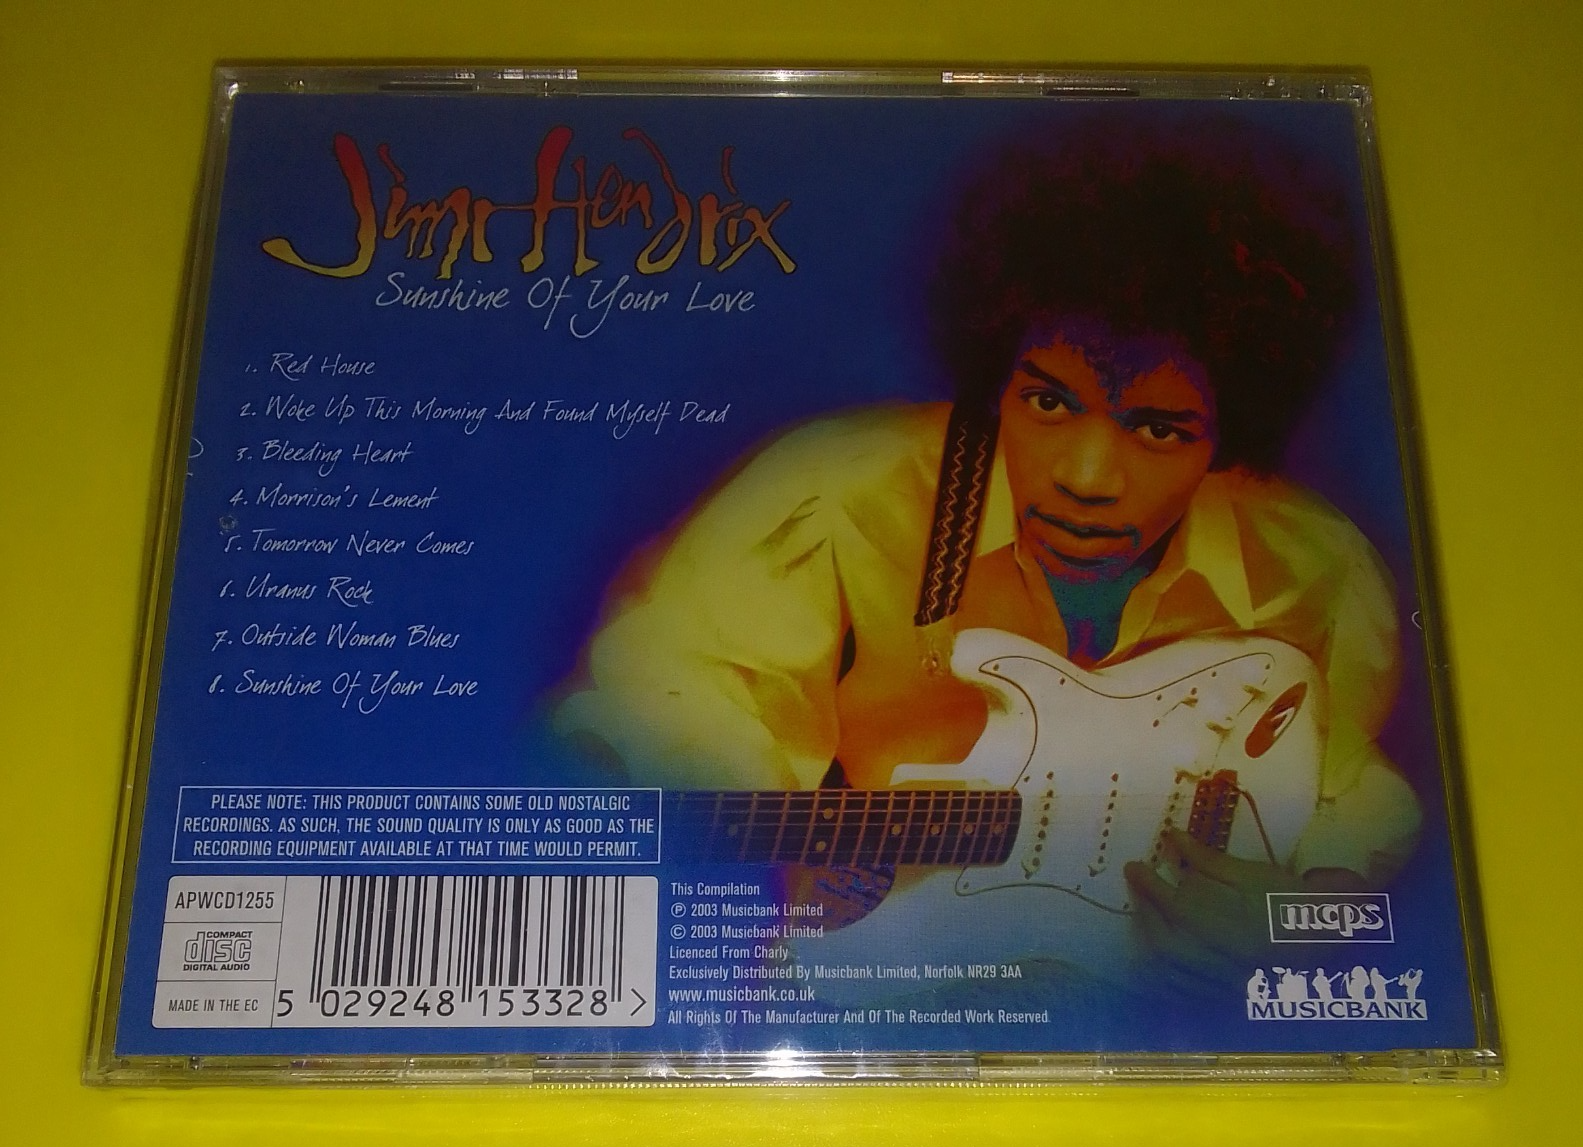 Jimi Hendrix
Sunshine Of Your Love
1. Red House
2. Woke Up This Morning And Found Myself Dead
3. Bleeding Heart
4. Morrison's Lement
5. Tomorrow Never Comes
6. Uranus Rock
7. Outside Woman Blues
8. Sunshine Of Your Love
PLEASE NOTE: THIS PRODUCT CONTAINS SOME OLD NOSTALGIC
RECORDINGS. AS SUCH, THE SOUND QUALITY IS ONLY AS GOOD AS THE
RECORDING EQUIPMENT AVAILABLE AT THAT TIME WOULD PERMIT.
APWCD1255
COMPACT
disc
DIGITAL AUDIO
MADE IN THE EC
5 029248 153328 >
This Compilation
℗ 2003 Musicbank Limited
© 2003 Musicbank Limited
Licenced From Charly
Exclusively Distributed By Musicbank Limited, Norfolk NR29 3AA
www.musicbank.co.uk
All Rights Of The Manufacturer And Of The Recorded Work Reserved.
mcps
MUSICBANK